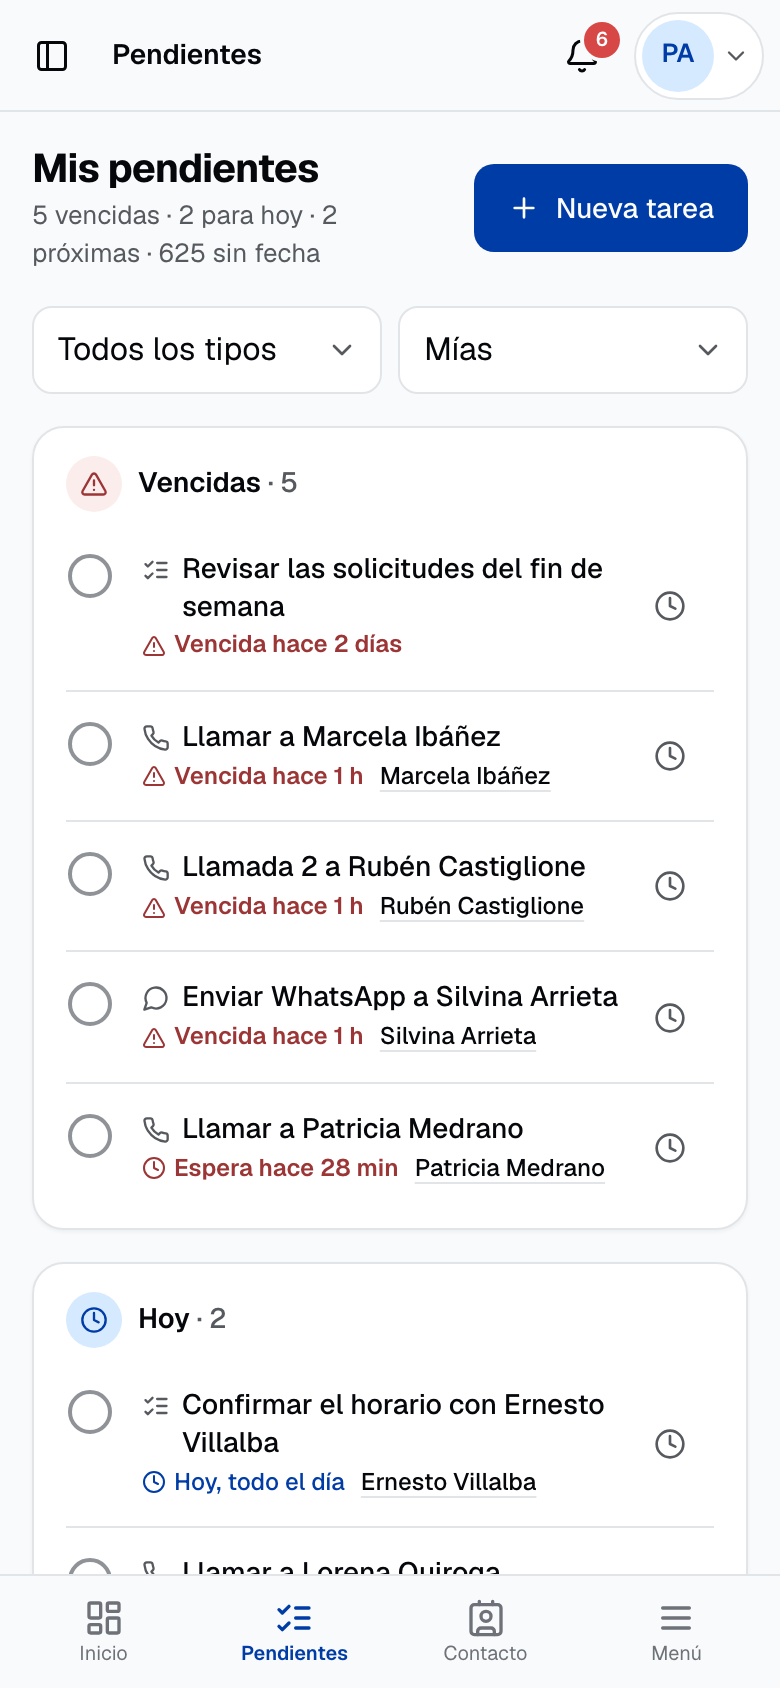 Pendientes
6
PA
Mis pendientes
5 vencidas · 2 para hoy · 2
próximas · 625 sin fecha
+ Nueva tarea
Todos los tipos
Mías
Vencidas · 5
Revisar las solicitudes del fin de
semana
Vencida hace 2 días
Llamar a Marcela Ibáñez
Vencida hace 1 h Marcela Ibáñez
Llamada 2 a Rubén Castiglione
Vencida hace 1 h Rubén Castiglione
Enviar WhatsApp a Silvina Arrieta
Vencida hace 1 h Silvina Arrieta
Llamar a Patricia Medrano
Espera hace 28 min Patricia Medrano
Hoy · 2
Confirmar el horario con Ernesto
Villalba
Hoy, todo el día Ernesto Villalba
Llamar a Lorena Quiroga
Inicio
Pendientes
Contacto
Menú